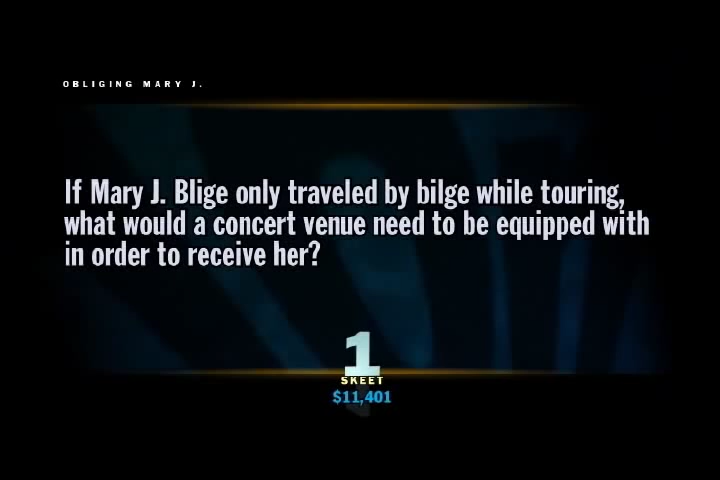 OBLIGING MARY J.
If Mary J. Blige only traveled by bilge while touring,
what would a concert venue need to be equipped with
in order to receive her?
1
SKEET
$11,401